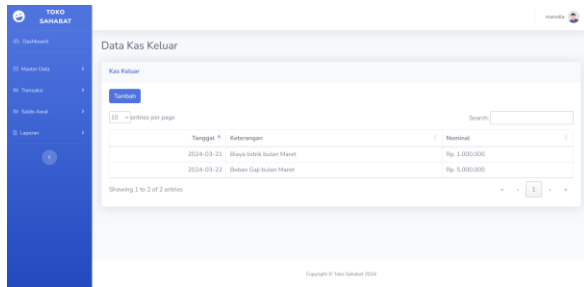 TOKO
SAHABAT
Dashboard
Master Data
Transaksi
Saldo Awal
Laporan
Data Kas Keluar
Kas Keluar
Tambah
10 entries per page
Search:
Tanggal Keterangan Nominal
2024-03-21 Biaya listrik bulan Maret Rp. 1.000.000
2024-03-22 Beban Gaji bulan Maret Rp. 5.000.000
Showing 1 to 2 of 2 entries
« ‹ 1 › »
Copyright © Toko Sahabat 2024